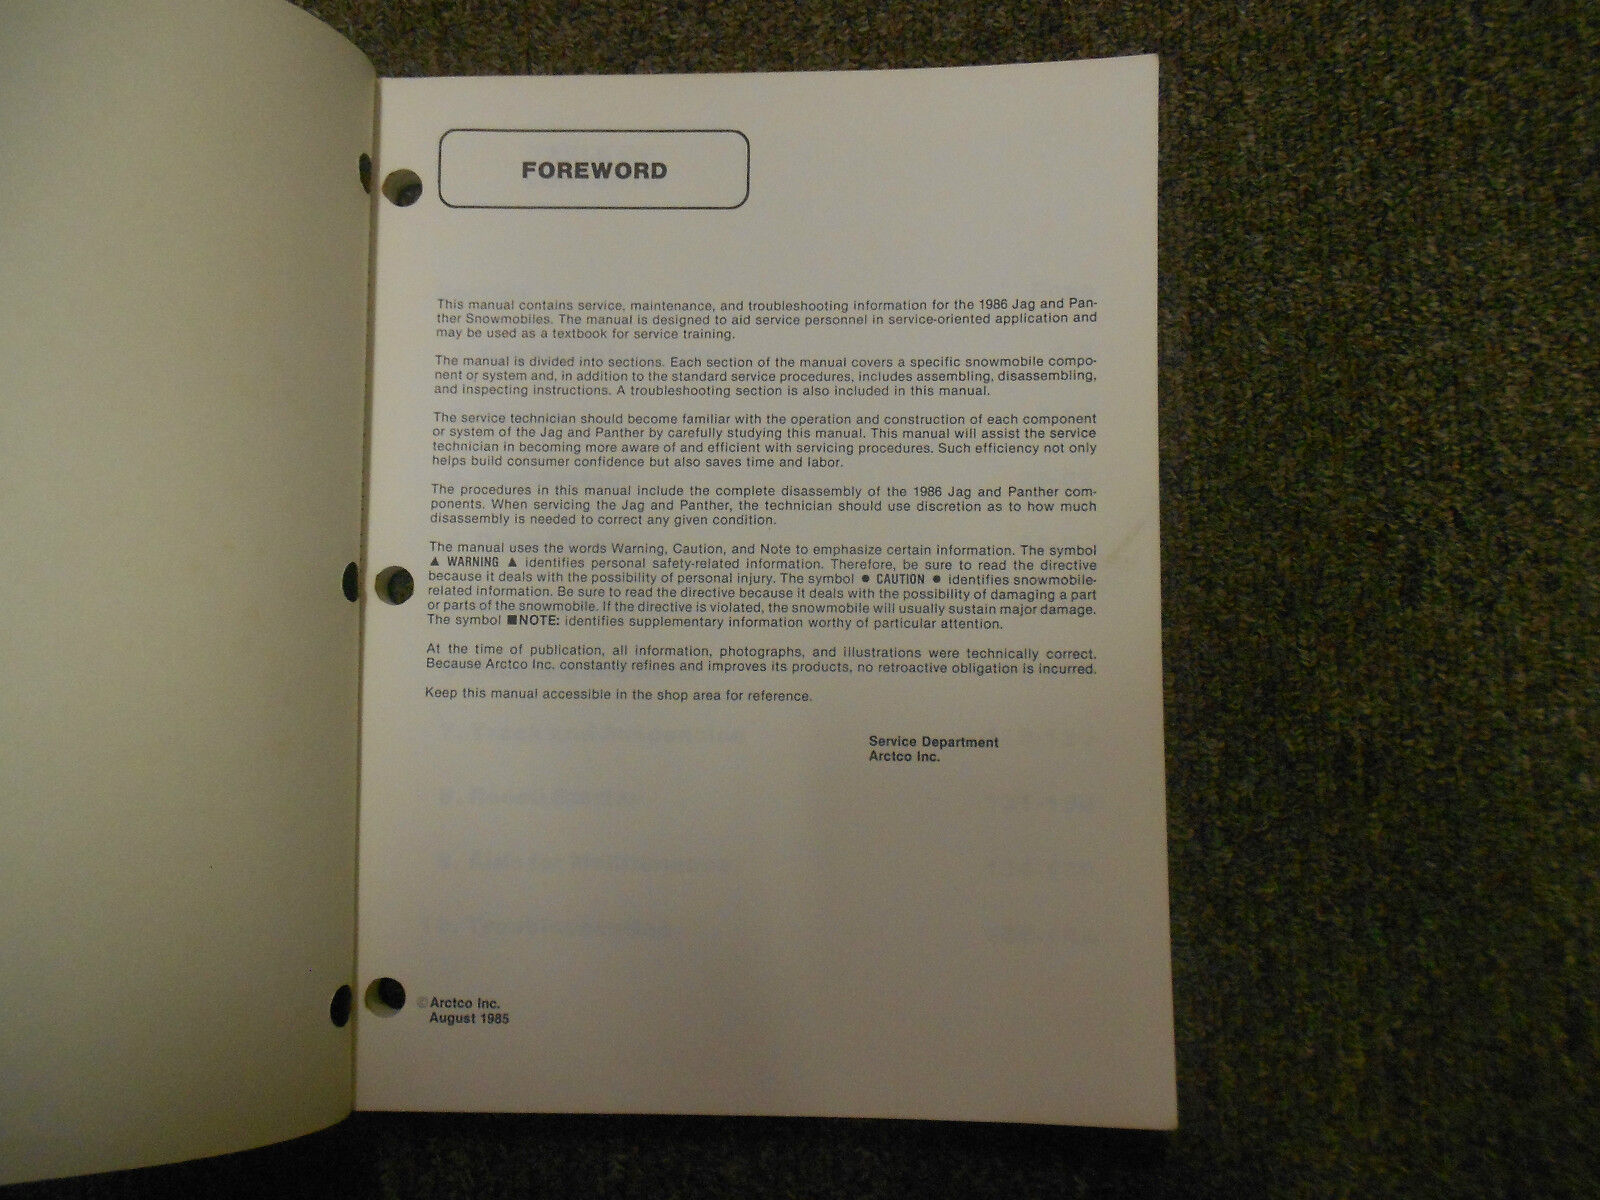 FOREWORD
This manual contains service, maintenance, and troubleshooting information for the 1986 Jag and Pan-
ther Snowmobiles. The manual is designed to aid service personnel in service-oriented application and
may be used as a textbook for service training.
The manual is divided into sections. Each section of the manual covers a specific snowmobile compo-
nent or system and, in addition to the standard service procedures, includes assembling, disassembling,
and inspecting instructions. A troubleshooting section is also included in this manual.
The service technician should become familiar with the operation and construction of each component
or system of the Jag and Panther by carefully studying this manual. This manual will assist the service
technician in becoming more aware of and efficient with servicing procedures. Such efficiency not only
helps build consumer confidence but also saves time and labor.
The procedures in this manual include the complete disassembly of the 1986 Jag and Panther com-
ponents. When servicing the Jag and Panther, the technician should use discretion as to how much
disassembly is needed to correct any given condition.
The manual uses the words Warning, Caution, and Note to emphasize certain information. The symbol
▲ WARNING ▲ identifies personal safety-related information. Therefore, be sure to read the directive
because it deals with the possibility of personal injury. The symbol ● CAUTION ● identifies snowmobile-
related information. Be sure to read the directive because it deals with the possibility of damaging a part
or parts of the snowmobile. If the directive is violated, the snowmobile will usually sustain major damage.
The symbol ■NOTE: identifies supplementary information worthy of particular attention.
At the time of publication, all information, photographs, and illustrations were technically correct.
Because Arctco Inc. constantly refines and improves its products, no retroactive obligation is incurred.
Keep this manual accessible in the shop area for reference.
Service Department
Arctco Inc.
©Arctco Inc.
August 1985